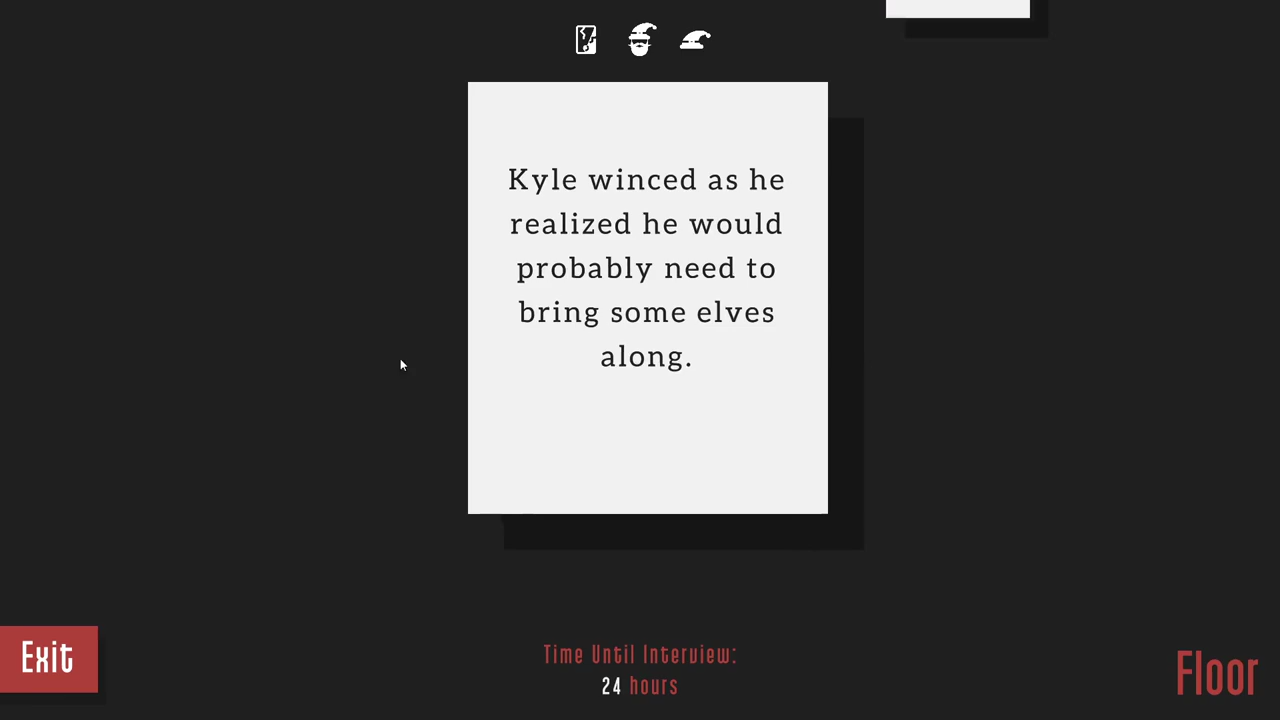 Kyle winced as he
realized he would
probably need to
bring some elves
along.
Exit
Time Until Interview:
24 hours
Floor